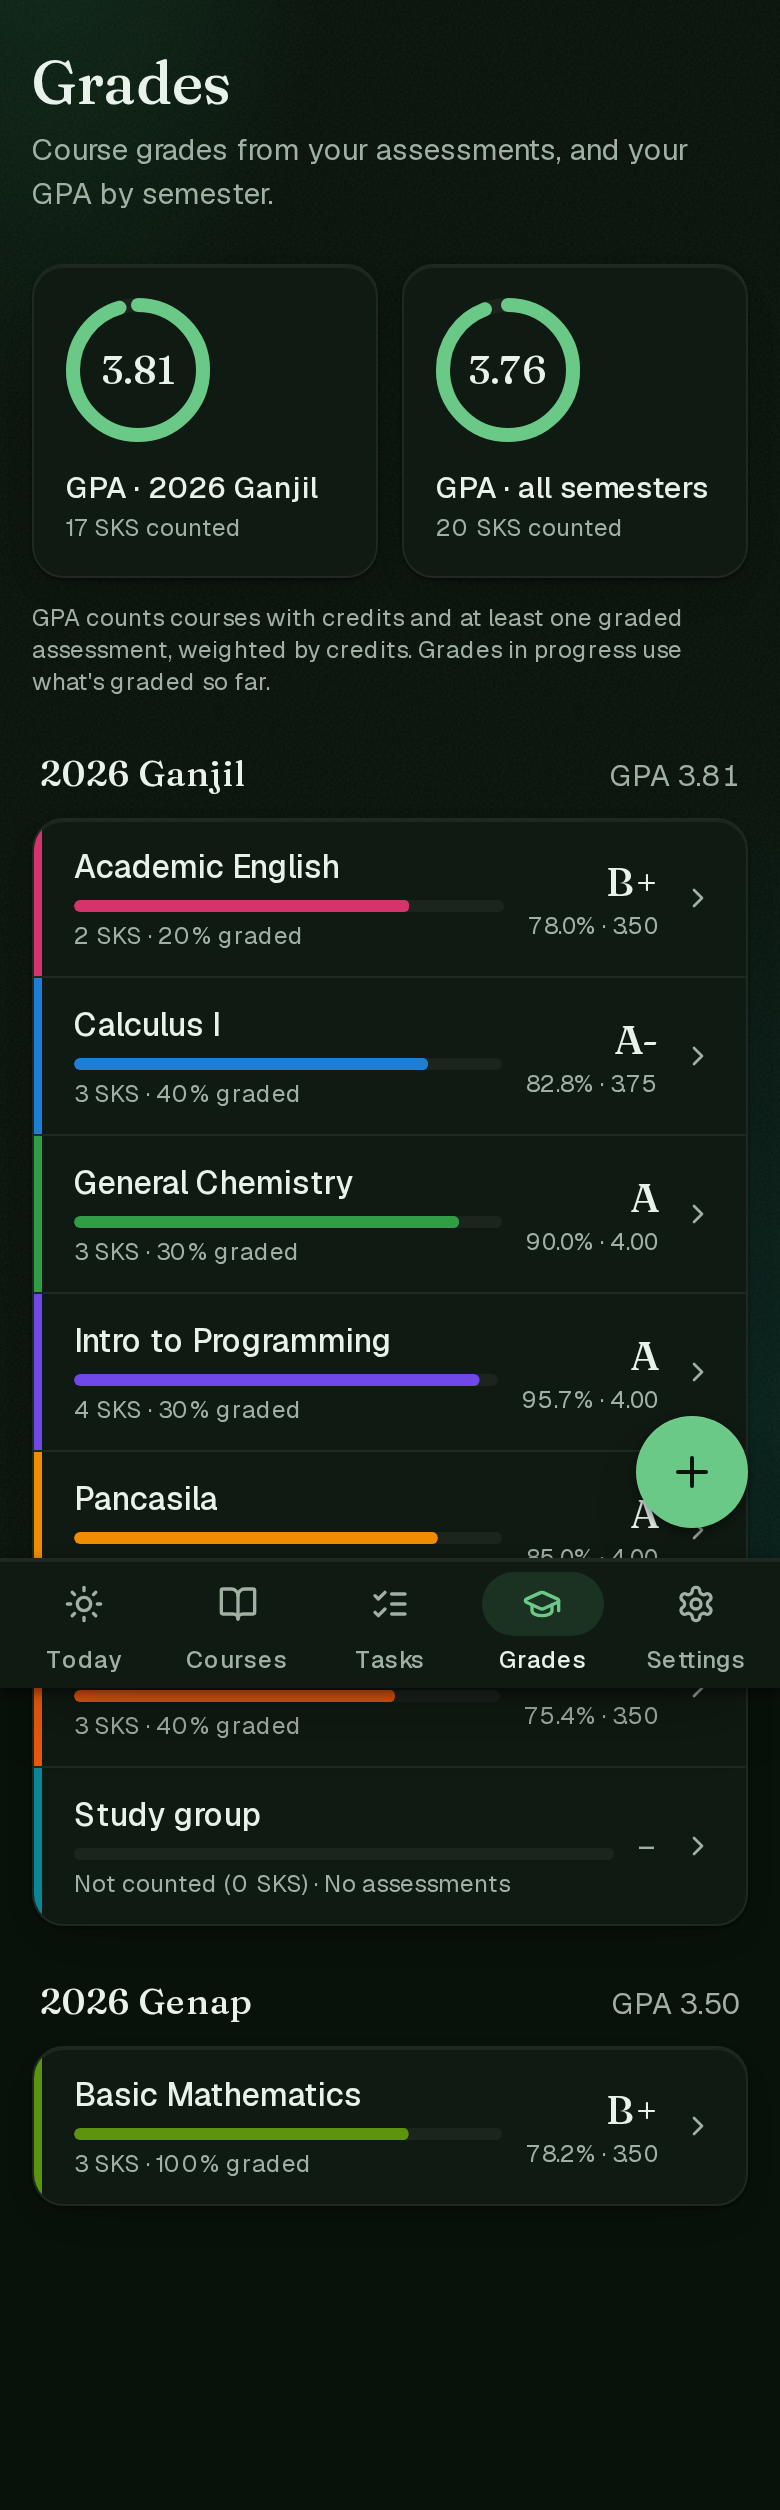 Grades
Course grades from your assessments, and your
GPA by semester.
3.81
GPA · 2026 Ganjil
17 SKS counted
3.76
GPA · all semesters
20 SKS counted
GPA counts courses with credits and at least one graded
assessment, weighted by credits. Grades in progress use
what's graded so far.
2026 Ganjil
GPA 3.81
Academic English
B+
2 SKS · 20% graded
78.0% · 3.50
Calculus I
A-
3 SKS · 40% graded
82.8% · 3.75
General Chemistry
A
3 SKS · 30% graded
90.0% · 4.00
Intro to Programming
A
4 SKS · 30% graded
95.7% · 4.00
Pancasila
A
85.0% · 4.00
Today
Courses
Tasks
Grades
Settings
3 SKS · 40% graded
75.4% · 3.50
Study group
–
Not counted (0 SKS) · No assessments
2026 Genap
GPA 3.50
Basic Mathematics
B+
3 SKS · 100% graded
78.2% · 3.50